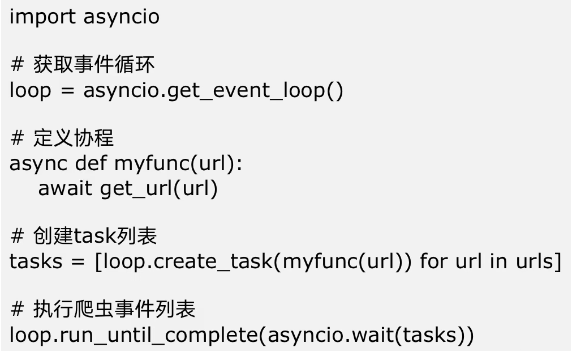 import asyncio
# 获取事件循环
loop = asyncio.get_event_loop()
# 定义协程
async def myfunc(url):
    await get_url(url)
# 创建task列表
tasks = [loop.create_task(myfunc(url)) for url in urls]
# 执行爬虫事件列表
loop.run_until_complete(asyncio.wait(tasks))